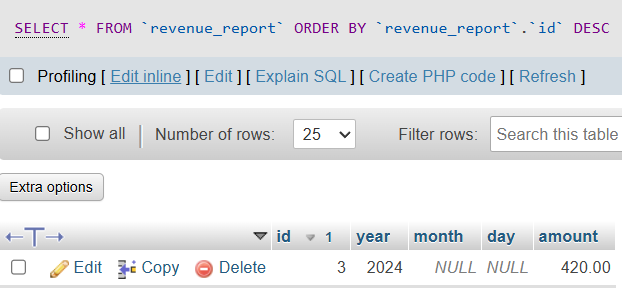 SELECT * FROM `revenue_report` ORDER BY `revenue_report`.`id` DESC
Profiling [ Edit inline ] [ Edit ] [ Explain SQL ] [ Create PHP code ] [ Refresh ]
Show all Number of rows: 25 Filter rows: Search this table
Extra options
id 1 year month day amount
Edit Copy Delete 3 2024 NULL NULL 420.00